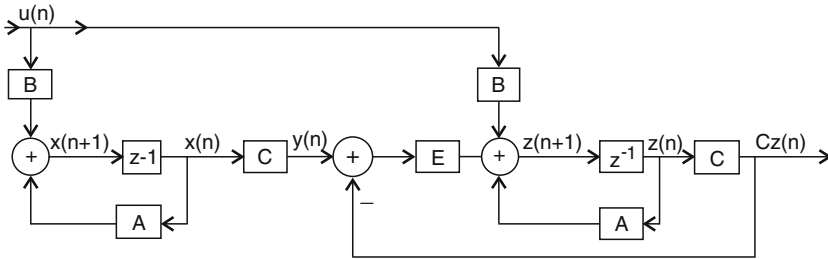 u(n)
B
B
+
x(n+1)
z-1
x(n)
C
y(n)
+
E
+
z(n+1)
z⁻¹
z(n)
C
Cz(n)
A
−
A